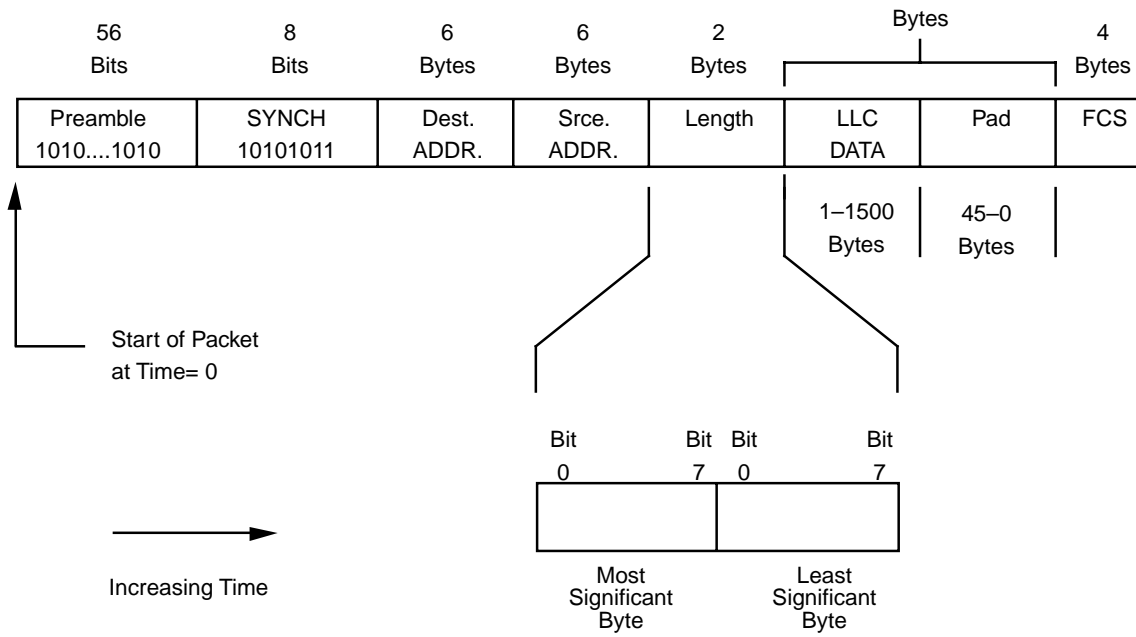 56 8 6 6 2 Bytes 4
Bits Bits Bytes Bytes Bytes Bytes
Preamble SYNCH Dest. Srce. Length LLC Pad FCS
1010....1010 10101011 ADDR. ADDR. DATA
1–1500 45–0
Bytes Bytes
Start of Packet
at Time= 0
Bit Bit Bit Bit
0 7 0 7
Increasing Time
Most Least
Significant Significant
Byte Byte